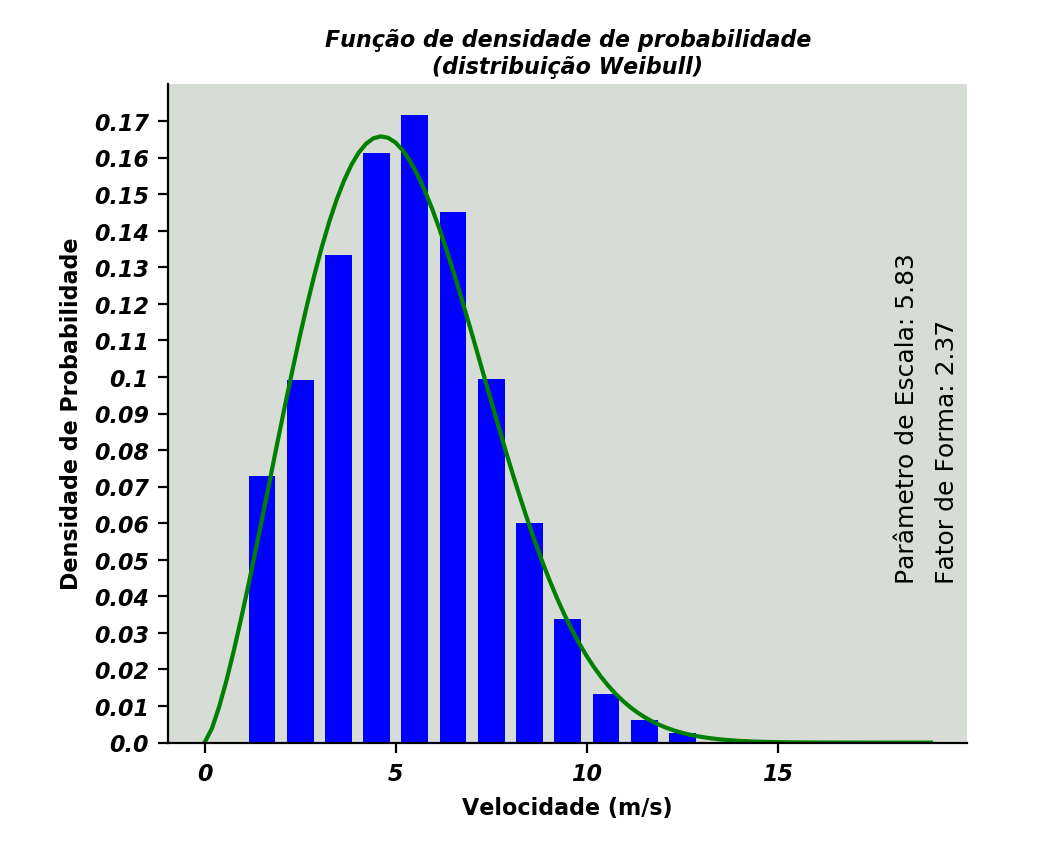 Função de densidade de probabilidade
(distribuição Weibull)
0.17
0.16
0.15
0.14
0.13
0.12
0.11
0.1
0.09
0.08
0.07
0.06
0.05
0.04
0.03
0.02
0.01
0.0
Densidade de Probabilidade
Parâmetro de Escala: 5.83
Fator de Forma: 2.37
0 5 10 15
Velocidade (m/s)